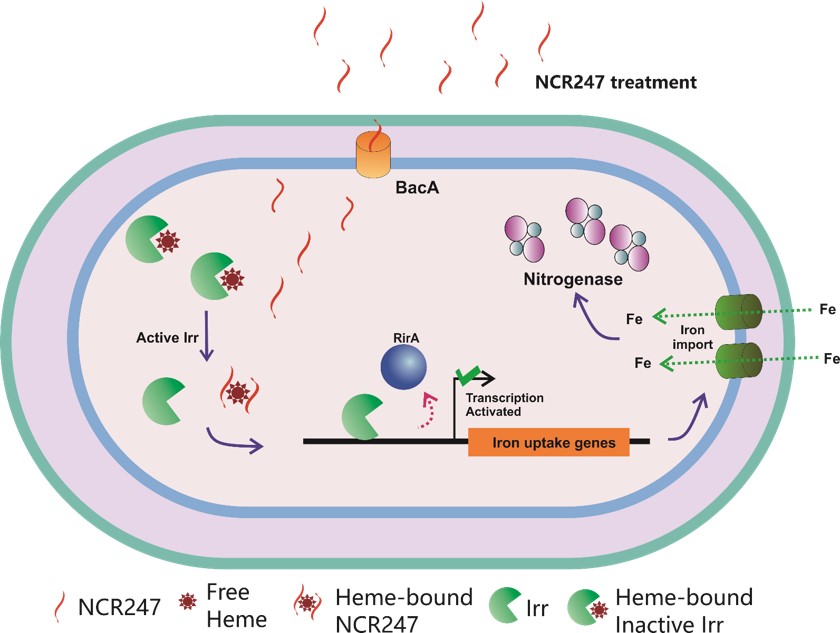 NCR247 treatment
BacA
Nitrogenase
Active Irr
RirA
Fe
Fe
Iron
import
Fe
Fe
Transcription
Activated
Iron uptake genes
NCR247
Free
Heme
Heme-bound
NCR247
Irr
Heme-bound
Inactive Irr